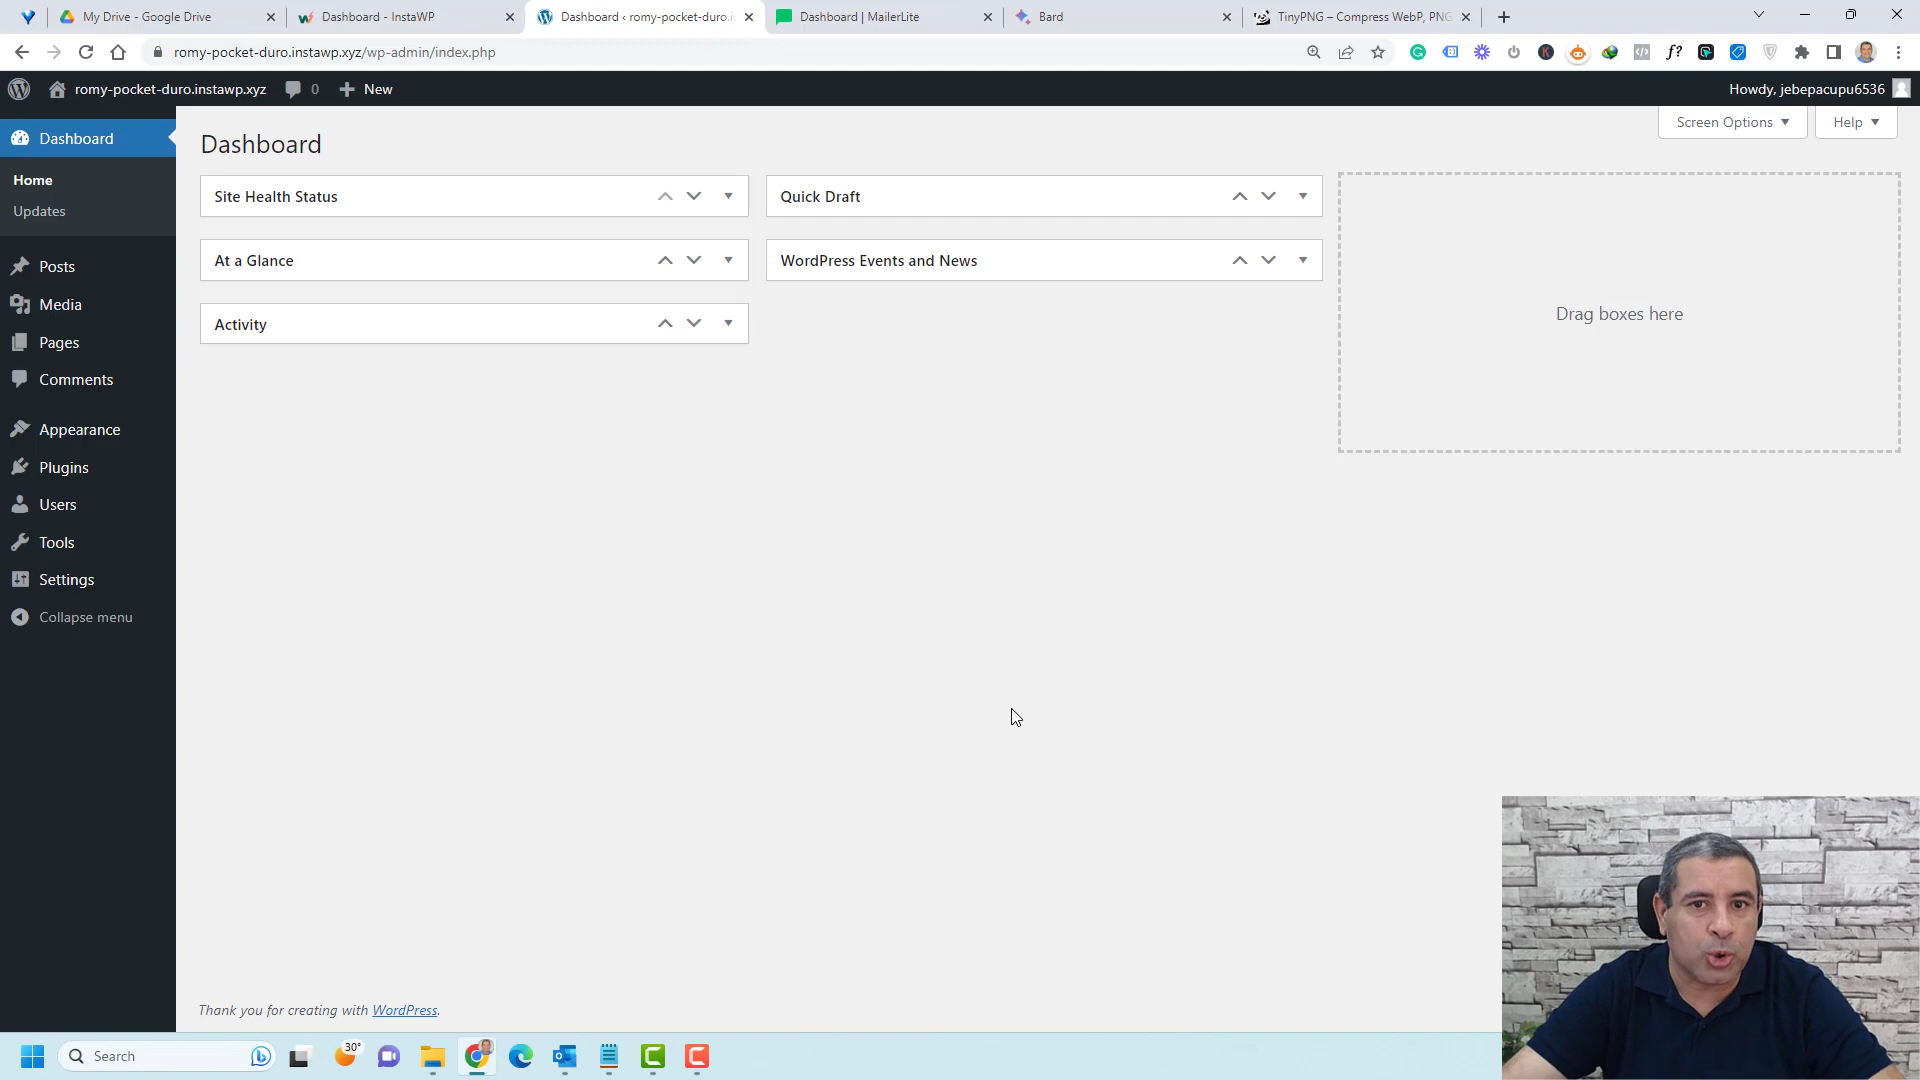 My Drive - Google Drive
Dashboard - InstaWP
Dashboard ‹ romy-pocket-duro.in
Dashboard | MailerLite
Bard
TinyPNG – Compress WebP, PNG
romy-pocket-duro.instawp.xyz/wp-admin/index.php
f?
romy-pocket-duro.instawp.xyz
0
New
Howdy, jebepacupu6536
Dashboard
Home
Updates
Posts
Media
Pages
Comments
Appearance
Plugins
Users
Tools
Settings
Collapse menu
Dashboard
Screen Options
Help
Site Health Status
At a Glance
Activity
Quick Draft
WordPress Events and News
Drag boxes here
Thank you for creating with WordPress.
Search
30°